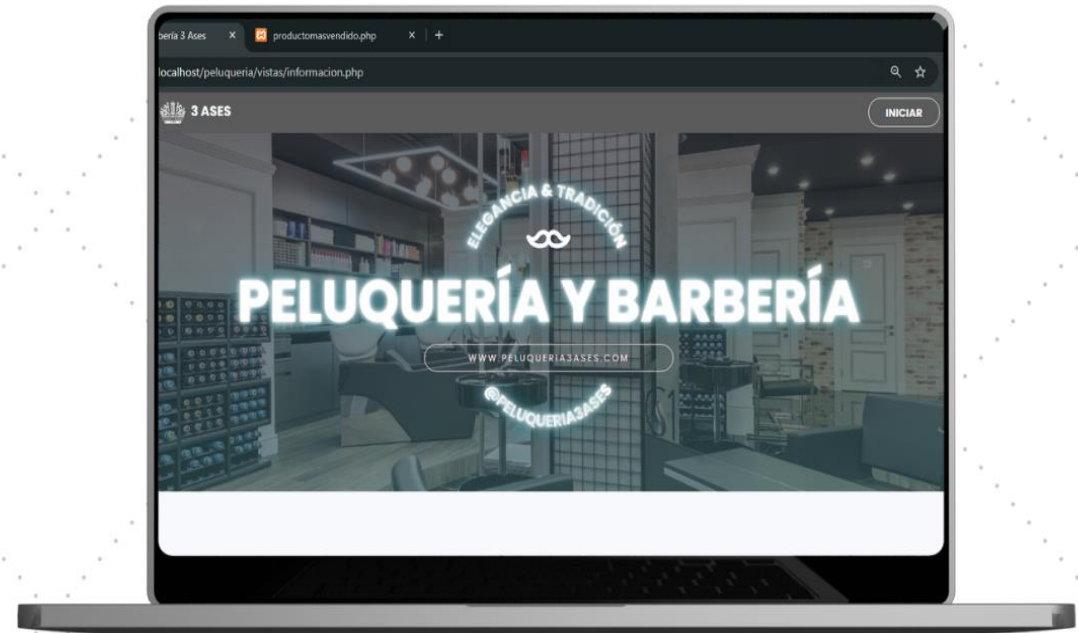 bería 3 Ases
productomasvendido.php
localhost/peluqueria/vistas/informacion.php
3 ASES
INICIAR
ELEGANCIA & TRADICIÓN
PELUQUERÍA Y BARBERÍA
WWW.PELUQUERIA3ASES.COM
@PELUQUERIA3ASES